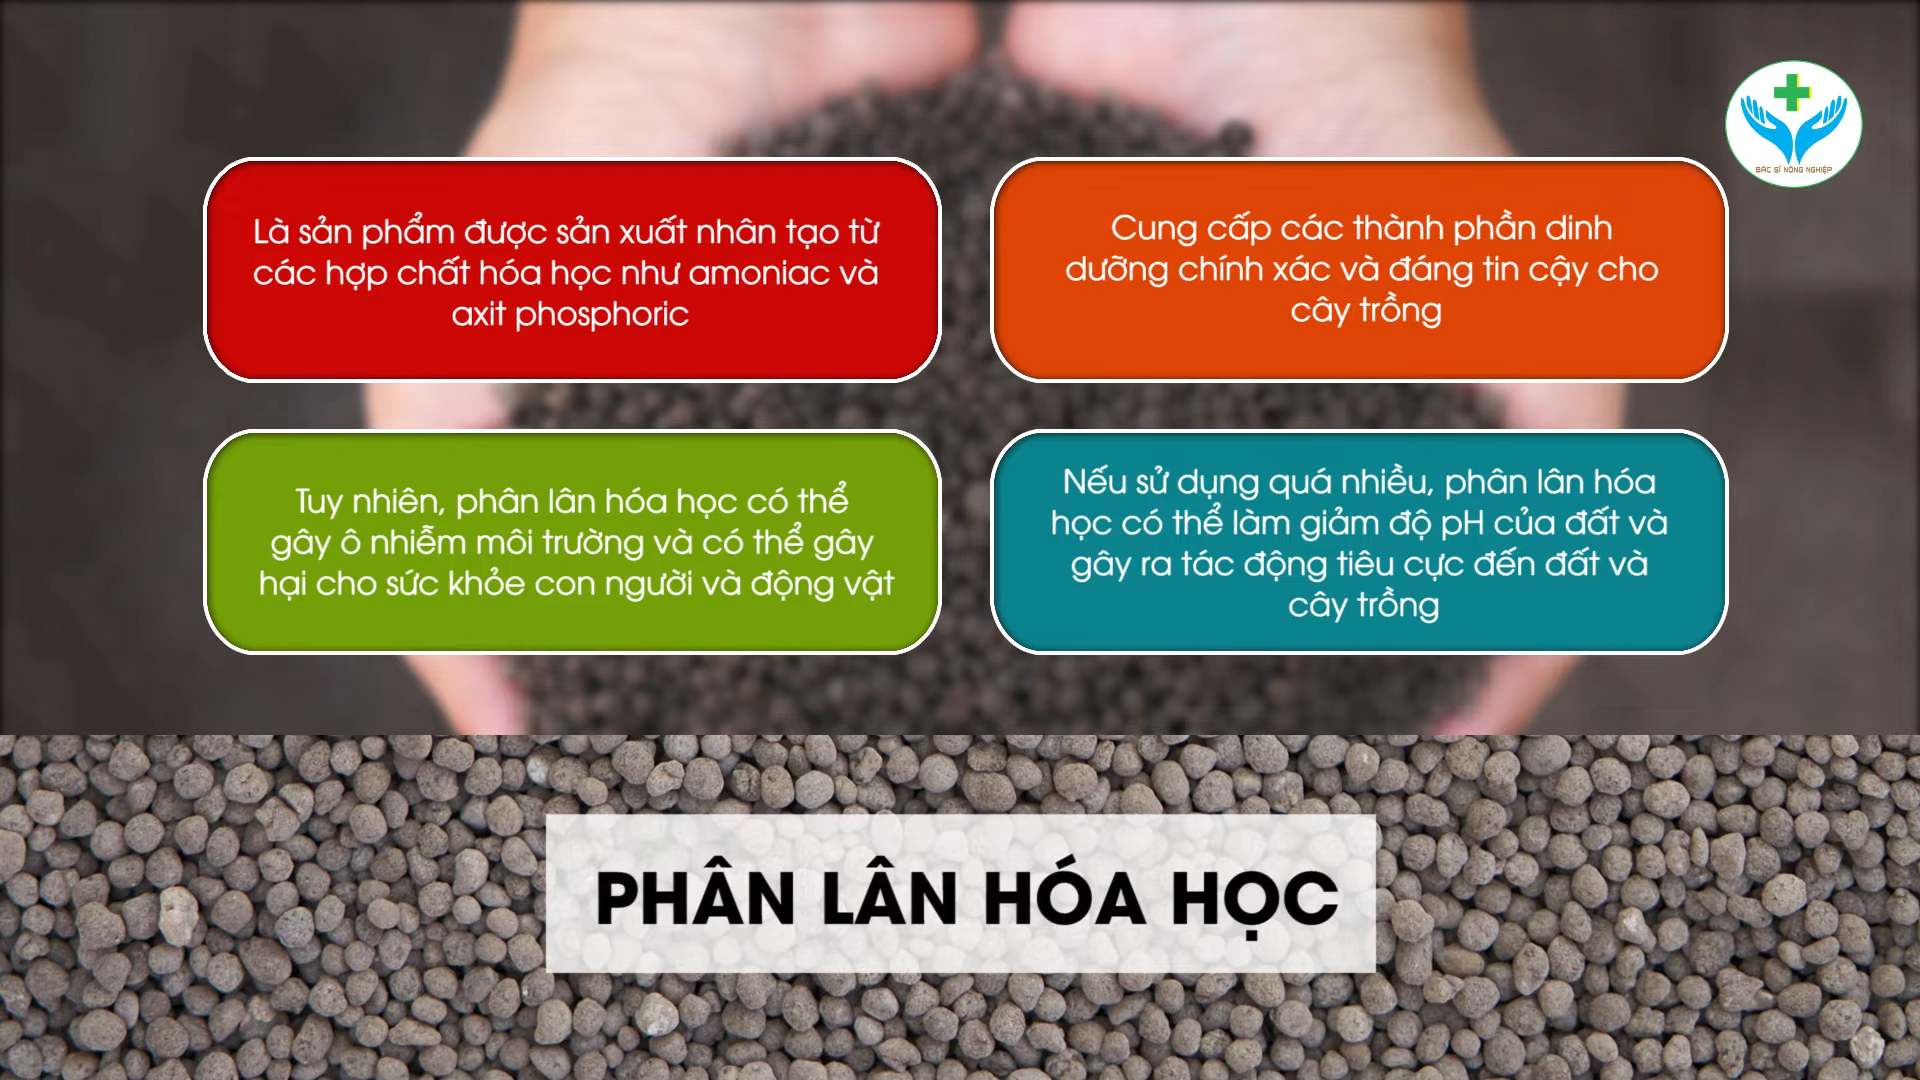 BÁC SĨ NÔNG NGHIỆP
Là sản phẩm được sản xuất nhân tạo từ
các hợp chất hóa học như amoniac và
axit phosphoric
Cung cấp các thành phần dinh
dưỡng chính xác và đáng tin cậy cho
cây trồng
Tuy nhiên, phân lân hóa học có thể
gây ô nhiễm môi trường và có thể gây
hại cho sức khỏe con người và động vật
Nếu sử dụng quá nhiều, phân lân hóa
học có thể làm giảm độ pH của đất và
gây ra tác động tiêu cực đến đất và
cây trồng
PHÂN LÂN HÓA HỌC